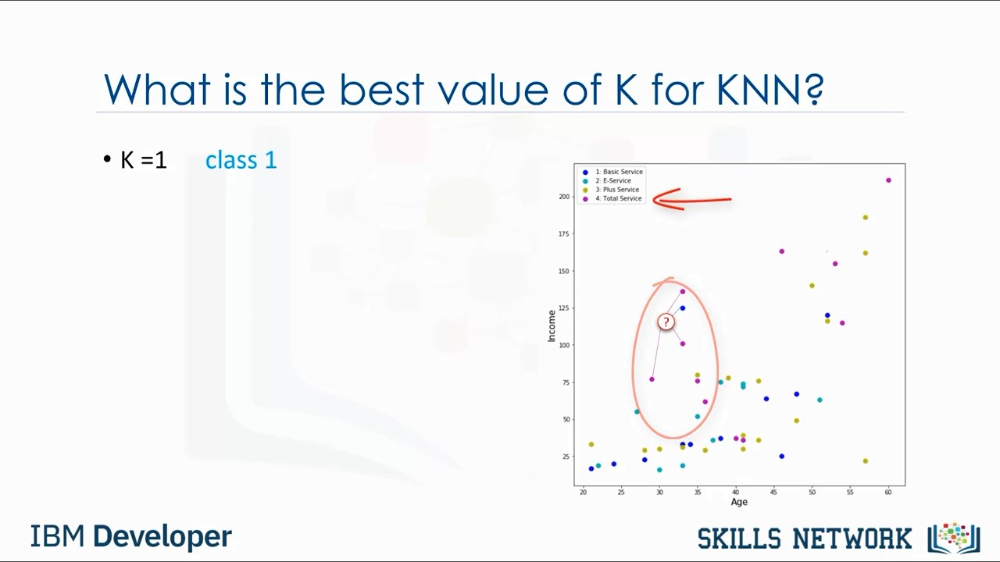 What is the best value of K for KNN?
• K =1 class 1
1: Basic Service
2: E-Service
3: Plus Service
4: Total Service
200
175
150
125
100
75
50
25
?
Income
20 25 30 35 40 45 50 55 60
Age
IBM Developer
SKILLS NETWORK